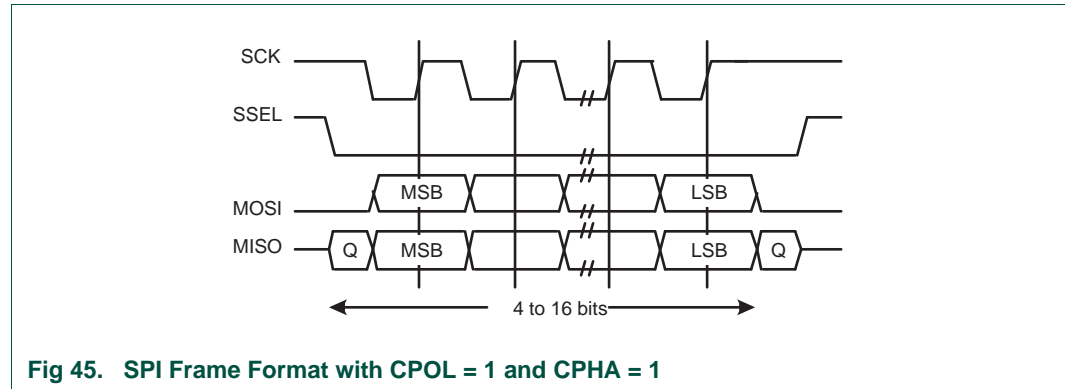 SCK
SSEL
MOSI
MSB
LSB
MISO
Q
MSB
LSB
Q
4 to 16 bits
Fig 45. SPI Frame Format with CPOL = 1 and CPHA = 1